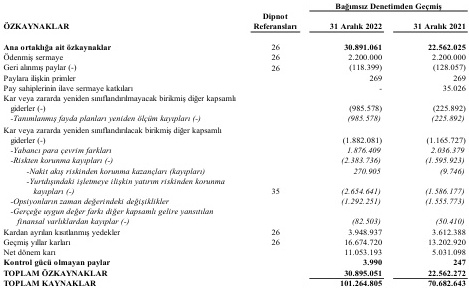 Bağımsız Denetimden Geçmiş
Dipnot
ÖZKAYNAKLAR Referansları 31 Aralık 2022 31 Aralık 2021
Ana ortaklığa ait özkaynaklar 26 30.891.061 22.562.025
Ödenmiş sermaye 26 2.200.000 2.200.000
Geri alınmış paylar (-) 26 (118.399) (128.057)
Paylara ilişkin primler 269 269
Pay sahiplerinin ilave sermaye katkıları - 35.026
Kar veya zararda yeniden sınıflandırılmayacak birikmiş diğer kapsamlı
giderler (-) (985.578) (225.892)
-Tanımlanmış fayda planları yeniden ölçüm kayıpları (-) (985.578) (225.892)
Kar veya zararda yeniden sınıflandırılacak birikmiş diğer kapsamlı
giderler (-) (1.882.081) (1.165.727)
-Yabancı para çevrim farkları 1.876.409 2.036.379
-Riskten korunma kayıpları (-) (2.383.736) (1.595.923)
-Nakit akış riskinden korunma kazançları (kayıpları) 270.905 (9.746)
-Yurtdışındaki işletmeye ilişkin yatırım riskinden korunma
kayıpları (-) 35 (2.654.641) (1.586.177)
-Opsiyonların zaman değerindeki değişiklikler (1.292.251) (1.555.773)
-Gerçeğe uygun değer farkı diğer kapsamlı gelire yansıtılan
finansal varlıklardan kayıplar (-) (82.503) (50.410)
Kardan ayrılan kısıtlanmış yedekler 26 3.948.937 3.612.388
Geçmiş yıllar karları 26 16.674.720 13.202.920
Net dönem karı 11.053.193 5.031.098
Kontrol gücü olmayan paylar 3.990 247
TOPLAM ÖZKAYNAKLAR 30.895.051 22.562.272
TOPLAM KAYNAKLAR 101.264.805 70.682.643